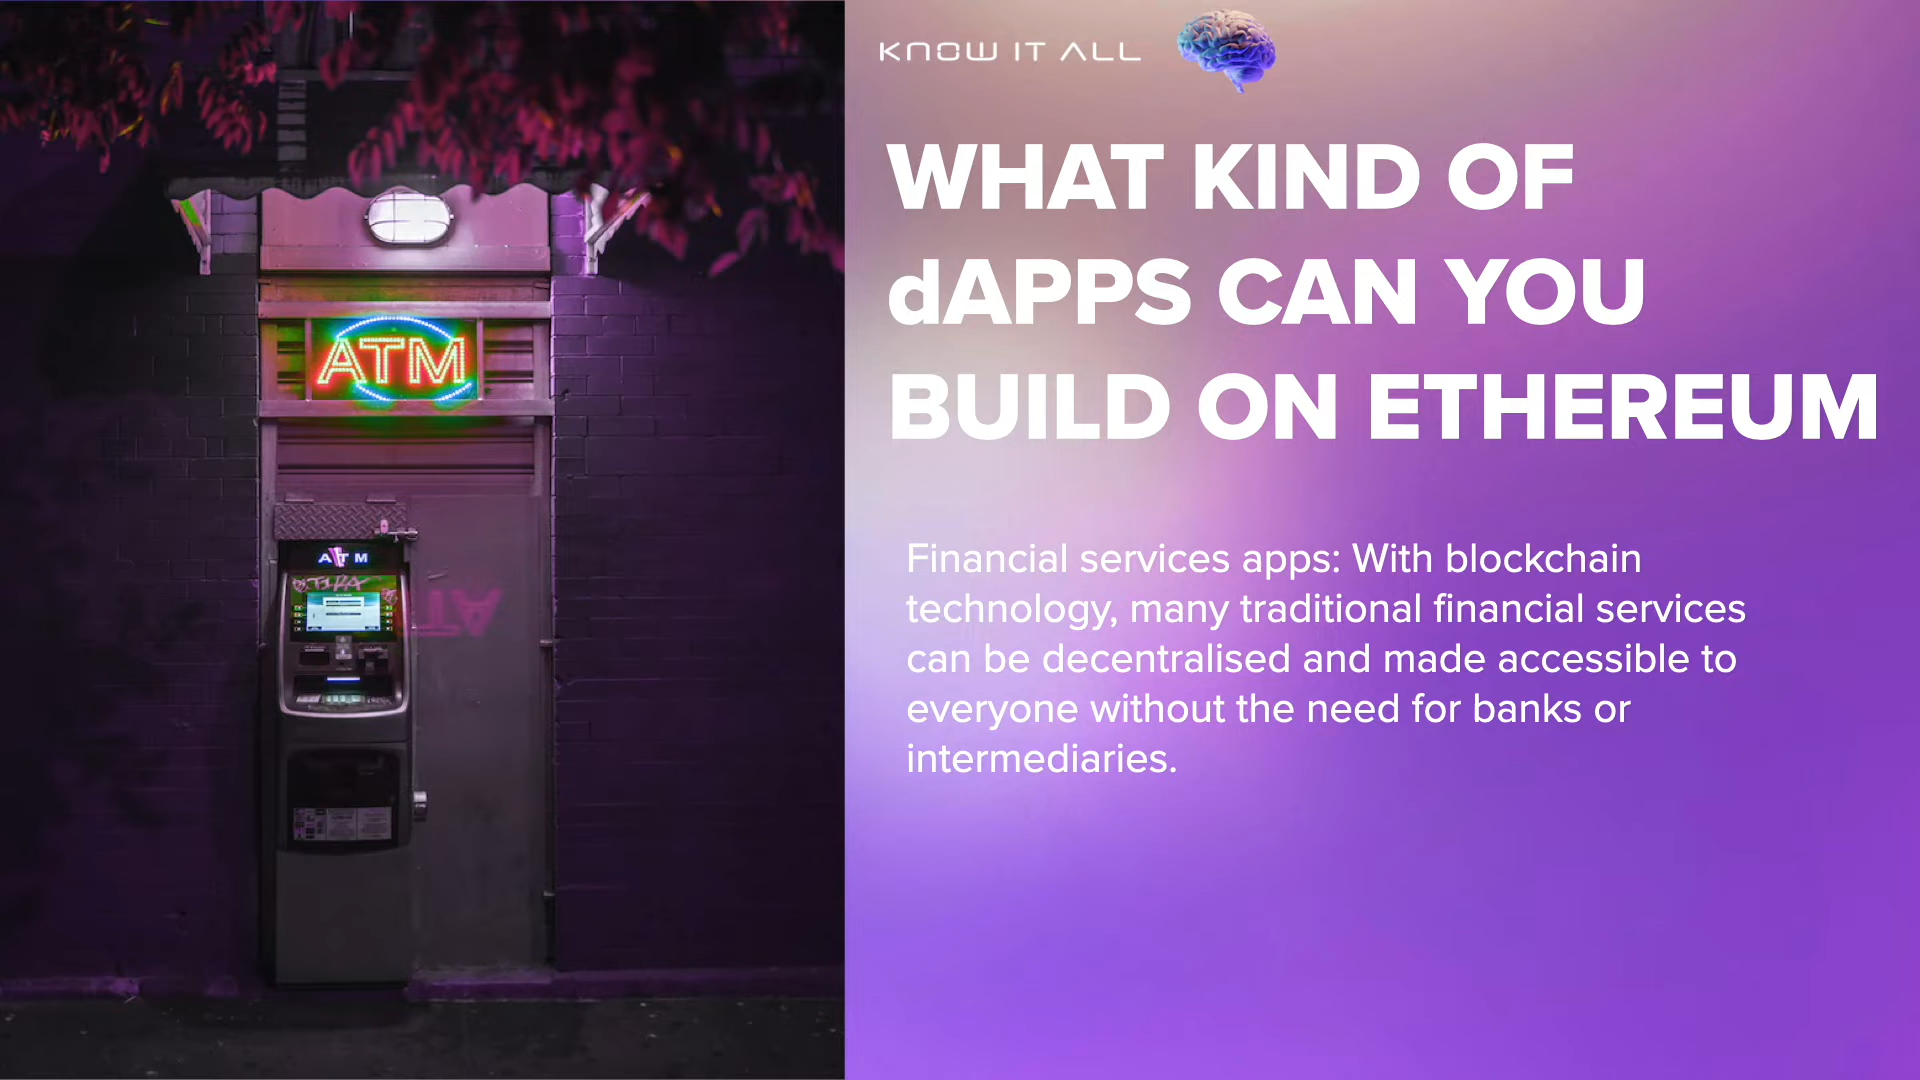 KNOW IT ALL
WHAT KIND OF
dAPPS CAN YOU
BUILD ON ETHEREUM
Financial services apps: With blockchain
technology, many traditional financial services
can be decentralised and made accessible to
everyone without the need for banks or
intermediaries.
ATM
ATM